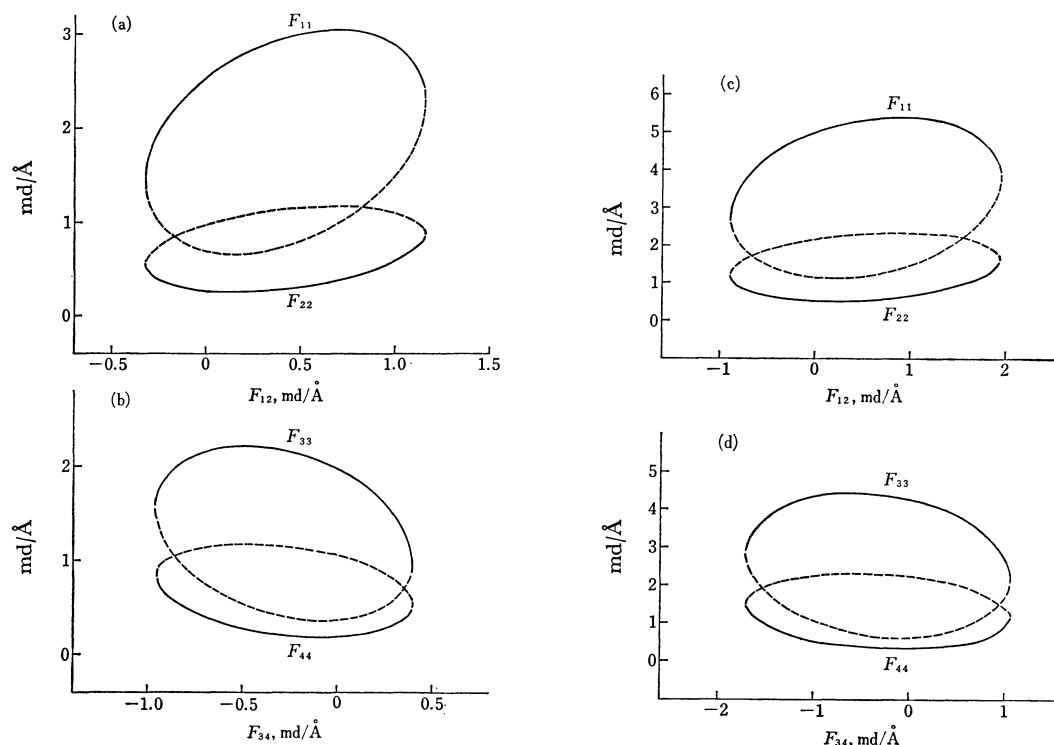 (a)
F11
3
2
1
0
md/Å
F22
−0.5 0 0.5 1.0 1.5
F12, md/Å
(b)
F33
2
1
0
md/Å
F44
−1.0 −0.5 0 0.5
F34, md/Å
(c)
F11
6
5
4
3
2
1
0
md/Å
F22
−1 0 1 2
F12, md/Å
(d)
F33
5
4
3
2
1
0
md/Å
F44
−2 −1 0 1
F34, md/Å